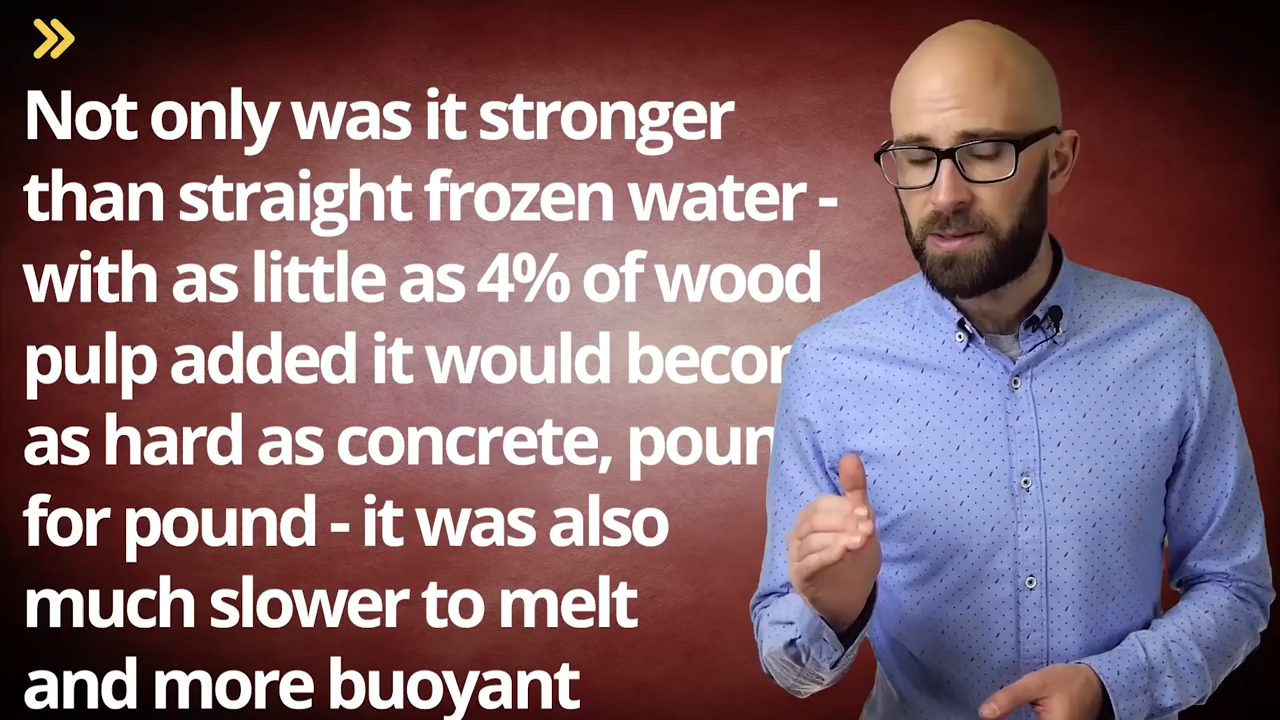 Not only was it stronger
than straight frozen water -
with as little as 4% of wood
pulp added it would
as hard as concrete,
for pound - it was also
much slower to melt
and more buoyant